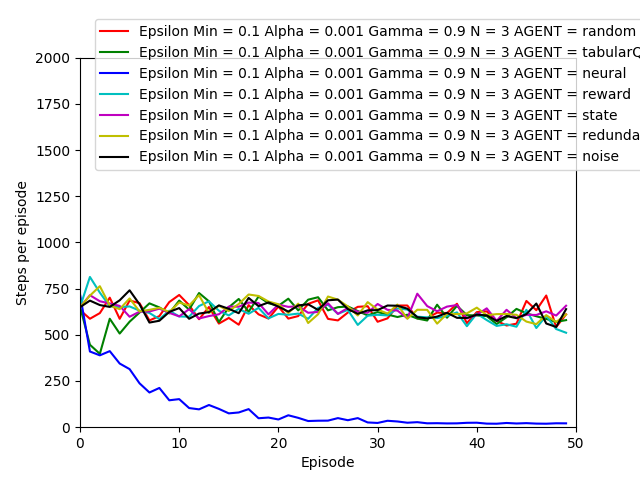 Epsilon Min = 0.1 Alpha = 0.001 Gamma = 0.9 N = 3 AGENT = random
Epsilon Min = 0.1 Alpha = 0.001 Gamma = 0.9 N = 3 AGENT = tabularQ
Epsilon Min = 0.1 Alpha = 0.001 Gamma = 0.9 N = 3 AGENT = neural
Epsilon Min = 0.1 Alpha = 0.001 Gamma = 0.9 N = 3 AGENT = reward
Epsilon Min = 0.1 Alpha = 0.001 Gamma = 0.9 N = 3 AGENT = state
Epsilon Min = 0.1 Alpha = 0.001 Gamma = 0.9 N = 3 AGENT = redunda
Epsilon Min = 0.1 Alpha = 0.001 Gamma = 0.9 N = 3 AGENT = noise
2000
1750
1500
1250
1000
750
500
250
0
Steps per episode
0 10 20 30 40 50
Episode